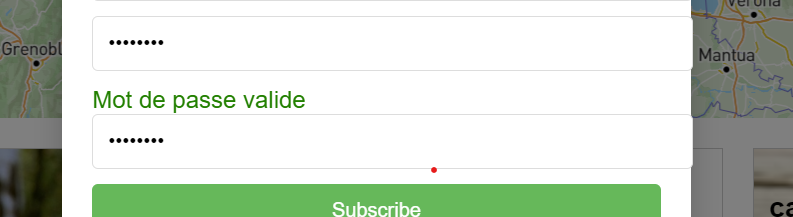 Verona
Grenobl
••••••••
Mantua
Mot de passe valide
••••••••
Subscribe
ca